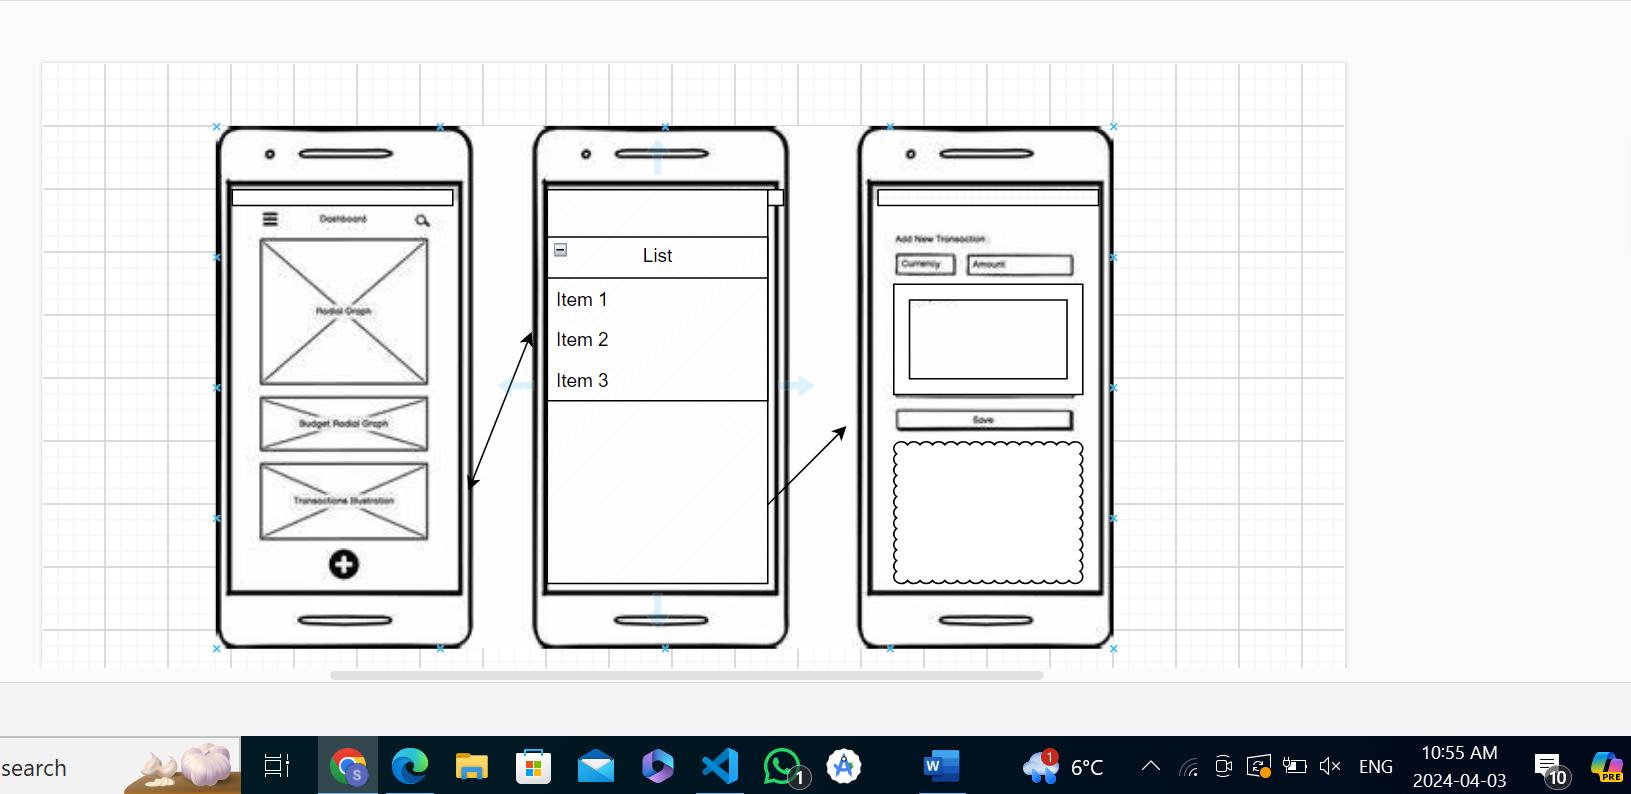 Dashboard
Radial Graph
Budget Radial Graph
Transactions Illustration
List
Item 1
Item 2
Item 3
Add New Transaction
Currency
Amount
Save
search
S
1
W
1
6°C
ENG
10:55 AM
2024-04-03
10
PRE